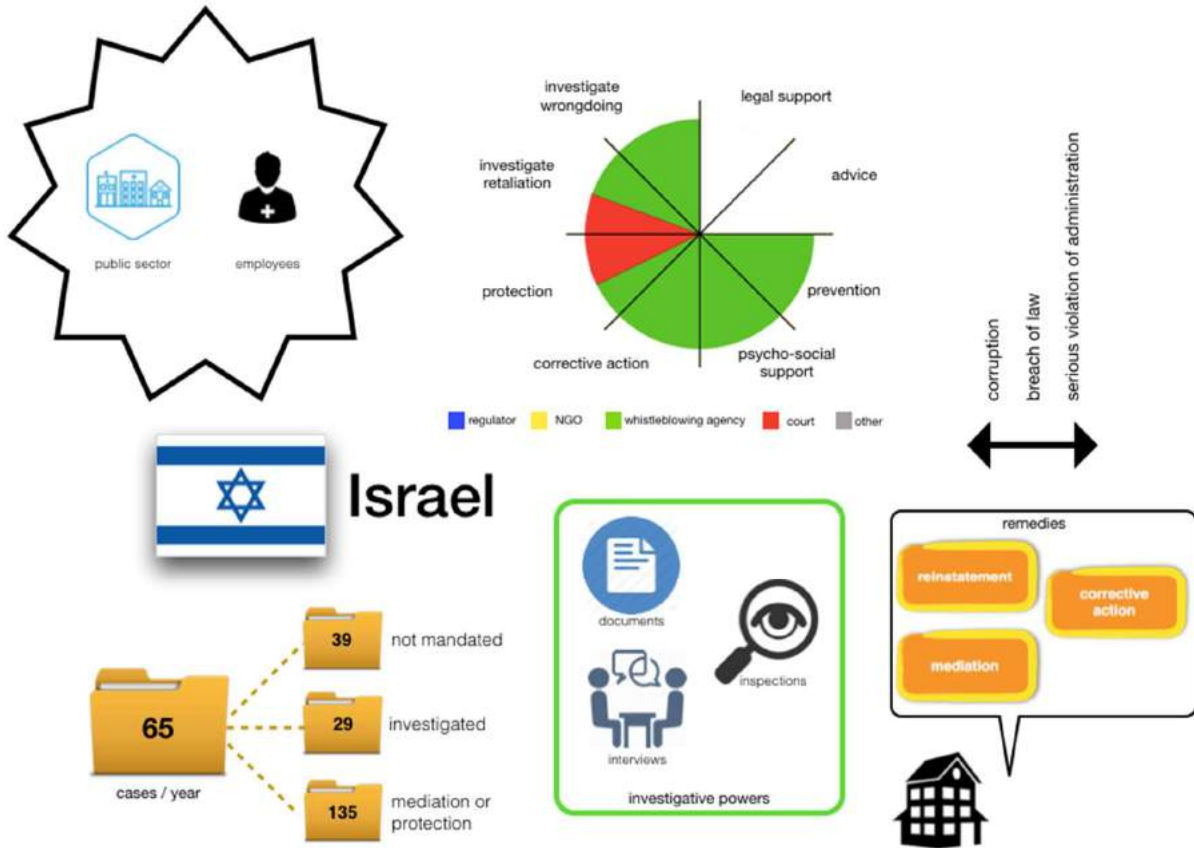 public sector
employees
investigate
wrongdoing
legal support
investigate
retaliation
advice
protection
prevention
corrective action
psycho-social
support
regulator
NGO
whistleblowing agency
court
other
corruption
breach of law
serious violation of administration
Israel
65
cases / year
39
not mandated
29
investigated
135
mediation or
protection
documents
inspections
interviews
investigative powers
remedies
reinstatement
corrective
action
mediation